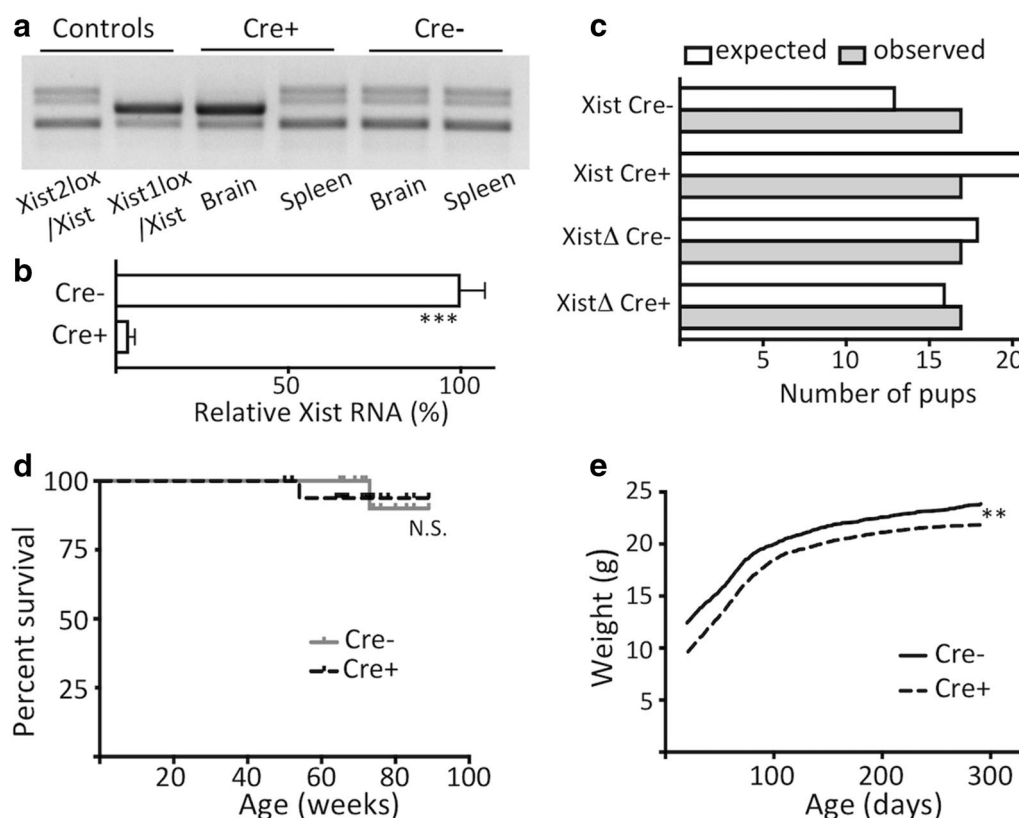 a
Controls
Cre+
Cre-
Xist2lox
/Xist
Xist1lox
/Xist
Brain
Spleen
Brain
Spleen
b
Cre-
Cre+
***
50
100
Relative Xist RNA (%)
c
expected
observed
Xist Cre-
Xist Cre+
XistΔ Cre-
XistΔ Cre+
5
10
15
20
Number of pups
d
100
75
50
25
Percent survival
N.S.
Cre-
Cre+
20
40
60
80
100
Age (weeks)
e
25
20
15
10
5
Weight (g)
**
Cre-
Cre+
100
200
300
Age (days)